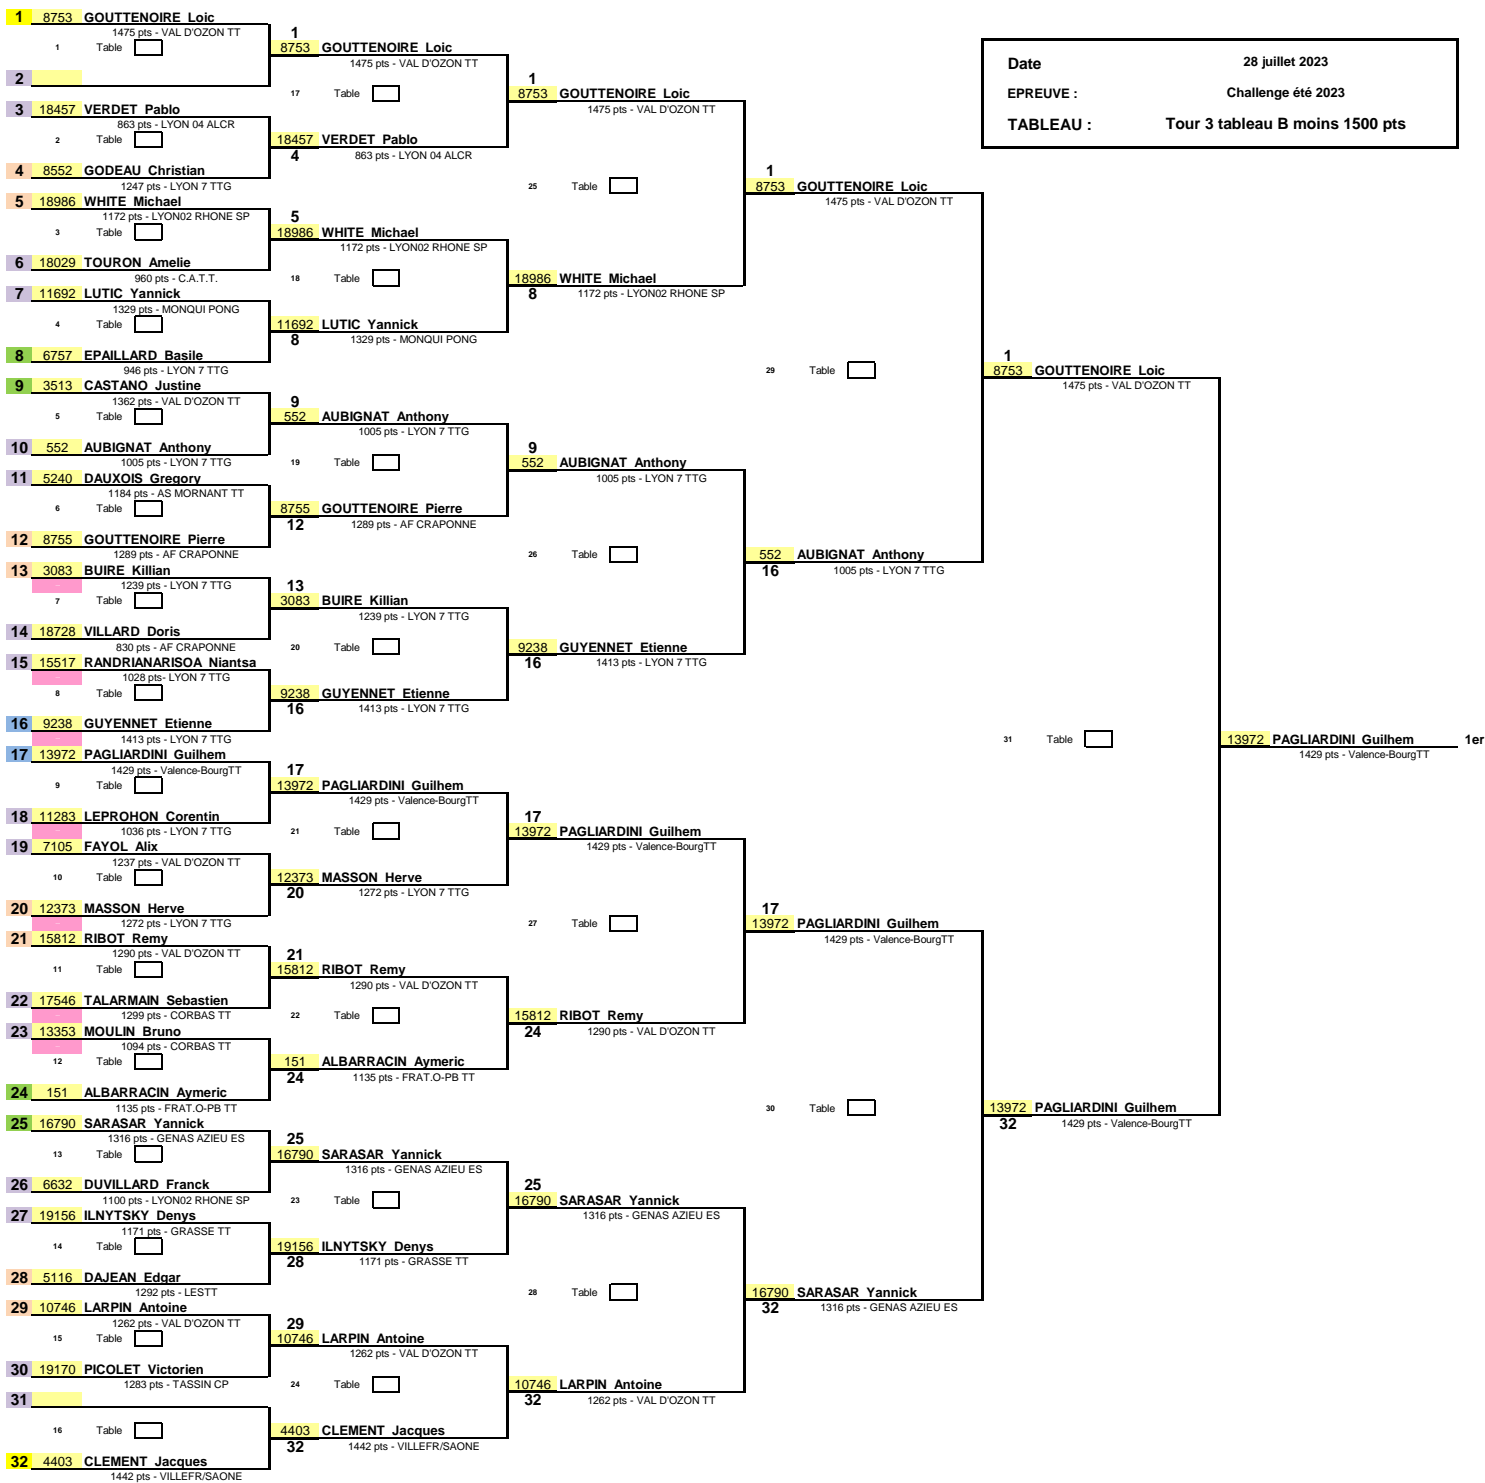 Date 28 juillet 2023
EPREUVE : Challenge été 2023
TABLEAU : Tour 3 tableau B moins 1500 pts
1 8753 GOUTTENOIRE Loic
1475 pts - VAL D'OZON TT
1 Table
2
3 18457 VERDET Pablo
863 pts - LYON 04 ALCR
2 Table
4 8552 GODEAU Christian
1247 pts - LYON 7 TTG
5 18986 WHITE Michael
1172 pts - LYON02 RHONE SP
3 Table
6 18029 TOURON Amelie
960 pts - C.A.T.T.
7 11692 LUTIC Yannick
1329 pts - MONQUI PONG
4 Table
8 6757 EPAILLARD Basile
946 pts - LYON 7 TTG
9 3513 CASTANO Justine
1362 pts - VAL D'OZON TT
5 Table
10 552 AUBIGNAT Anthony
1005 pts - LYON 7 TTG
11 5240 DAUXOIS Gregory
1184 pts - AS MORNANT TT
6 Table
12 8755 GOUTTENOIRE Pierre
1289 pts - AF CRAPONNE
13 3083 BUIRE Killian
1239 pts - LYON 7 TTG
7 Table
14 18728 VILLARD Doris
830 pts - AF CRAPONNE
15 15517 RANDRIANARISOA Niantsa
1028 pts- LYON 7 TTG
8 Table
16 9238 GUYENNET Etienne
1413 pts - LYON 7 TTG
17 13972 PAGLIARDINI Guilhem
1429 pts - Valence-BourgTT
9 Table
18 11283 LEPROHON Corentin
1036 pts - LYON 7 TTG
19 7105 FAYOL Alix
1237 pts - VAL D'OZON TT
10 Table
20 12373 MASSON Herve
1272 pts - LYON 7 TTG
21 15812 RIBOT Remy
1290 pts - VAL D'OZON TT
11 Table
22 17546 TALARMAIN Sebastien
1299 pts - CORBAS TT
23 13353 MOULIN Bruno
1094 pts - CORBAS TT
12 Table
24 151 ALBARRACIN Aymeric
1135 pts - FRAT.O-PB TT
25 16790 SARASAR Yannick
1316 pts - GENAS AZIEU ES
13 Table
26 6632 DUVILLARD Franck
1100 pts - LYON02 RHONE SP
27 19156 ILNYTSKY Denys
1171 pts - GRASSE TT
14 Table
28 5116 DAJEAN Edgar
1292 pts - LESTT
29 10746 LARPIN Antoine
1262 pts - VAL D'OZON TT
15 Table
30 19170 PICOLET Victorien
1283 pts - TASSIN CP
31
16 Table
32 4403 CLEMENT Jacques
1442 pts - VILLEFR/SAONE
1
8753 GOUTTENOIRE Loic
1475 pts - VAL D'OZON TT
17 Table
18457 VERDET Pablo
4 863 pts - LYON 04 ALCR
5
18986 WHITE Michael
1172 pts - LYON02 RHONE SP
18 Table
11692 LUTIC Yannick
8 1329 pts - MONQUI PONG
9
552 AUBIGNAT Anthony
1005 pts - LYON 7 TTG
19 Table
8755 GOUTTENOIRE Pierre
12 1289 pts - AF CRAPONNE
13
3083 BUIRE Killian
1239 pts - LYON 7 TTG
20 Table
9238 GUYENNET Etienne
16 1413 pts - LYON 7 TTG
17
13972 PAGLIARDINI Guilhem
1429 pts - Valence-BourgTT
21 Table
12373 MASSON Herve
20 1272 pts - LYON 7 TTG
21
15812 RIBOT Remy
1290 pts - VAL D'OZON TT
22 Table
151 ALBARRACIN Aymeric
24 1135 pts - FRAT.O-PB TT
25
16790 SARASAR Yannick
1316 pts - GENAS AZIEU ES
23 Table
19156 ILNYTSKY Denys
28 1171 pts - GRASSE TT
29
10746 LARPIN Antoine
1262 pts - VAL D'OZON TT
24 Table
4403 CLEMENT Jacques
32 1442 pts - VILLEFR/SAONE
1
8753 GOUTTENOIRE Loic
1475 pts - VAL D'OZON TT
25 Table
18986 WHITE Michael
8 1172 pts - LYON02 RHONE SP
9
552 AUBIGNAT Anthony
1005 pts - LYON 7 TTG
26 Table
9238 GUYENNET Etienne
16 1413 pts - LYON 7 TTG
17
13972 PAGLIARDINI Guilhem
1429 pts - Valence-BourgTT
27 Table
15812 RIBOT Remy
24 1290 pts - VAL D'OZON TT
25
16790 SARASAR Yannick
1316 pts - GENAS AZIEU ES
28 Table
10746 LARPIN Antoine
32 1262 pts - VAL D'OZON TT
1
8753 GOUTTENOIRE Loic
1475 pts - VAL D'OZON TT
29 Table
552 AUBIGNAT Anthony
16 1005 pts - LYON 7 TTG
17
13972 PAGLIARDINI Guilhem
1429 pts - Valence-BourgTT
30 Table
16790 SARASAR Yannick
32 1316 pts - GENAS AZIEU ES
1
8753 GOUTTENOIRE Loic
1475 pts - VAL D'OZON TT
31 Table
13972 PAGLIARDINI Guilhem
32 1429 pts - Valence-BourgTT
13972 PAGLIARDINI Guilhem 1er
1429 pts - Valence-BourgTT